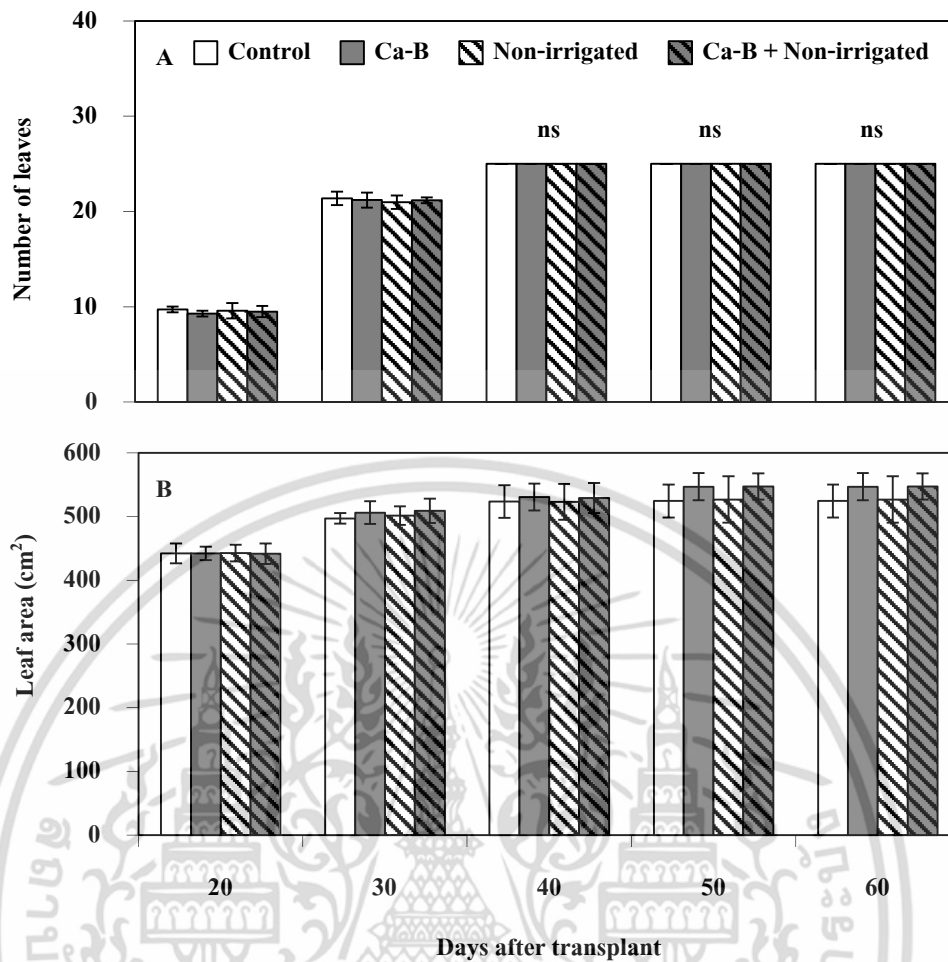 A Control Ca-B Non-irrigated Ca-B + Non-irrigated
40
30
20
10
0
Number of leaves
ns ns ns
B
600
500
400
300
200
100
0
Leaf area (cm²)
20 30 40 50 60
Days after transplant